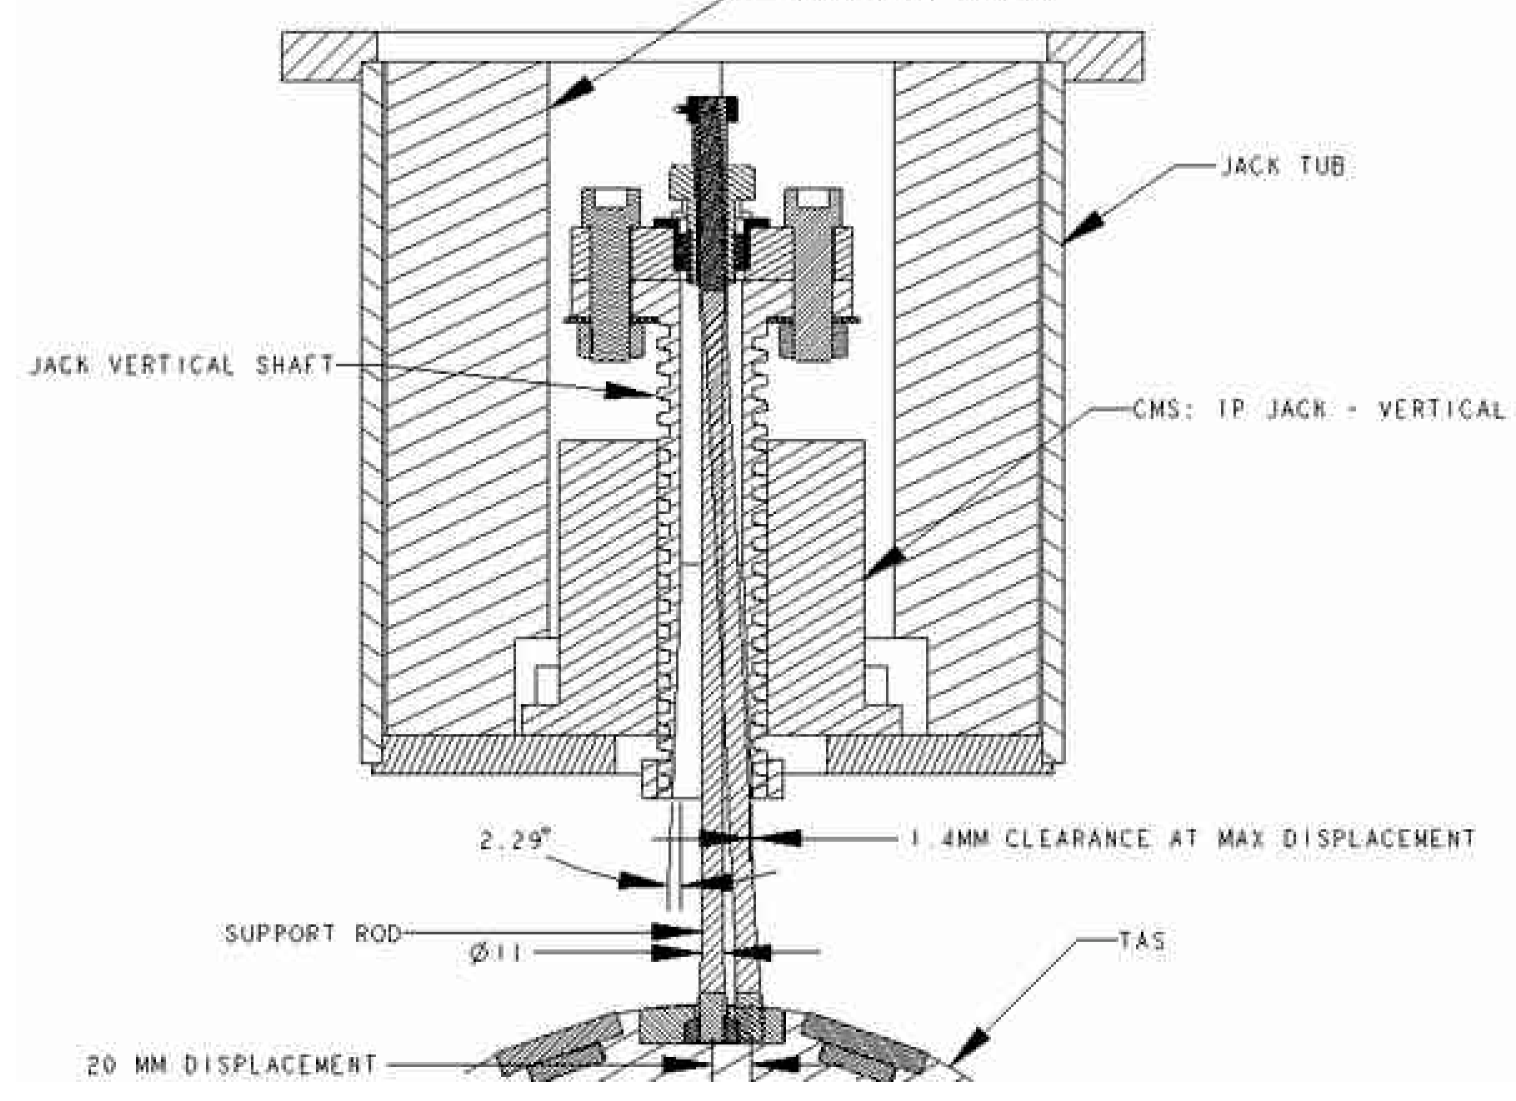 JACK TUB
JACK VERTICAL SHAFT
CMS: IP JACK - VERTICAL
2.29°
1.4MM CLEARANCE AT MAX DISPLACEMENT
SUPPORT ROD
Ø11
TAS
20 MM DISPLACEMENT